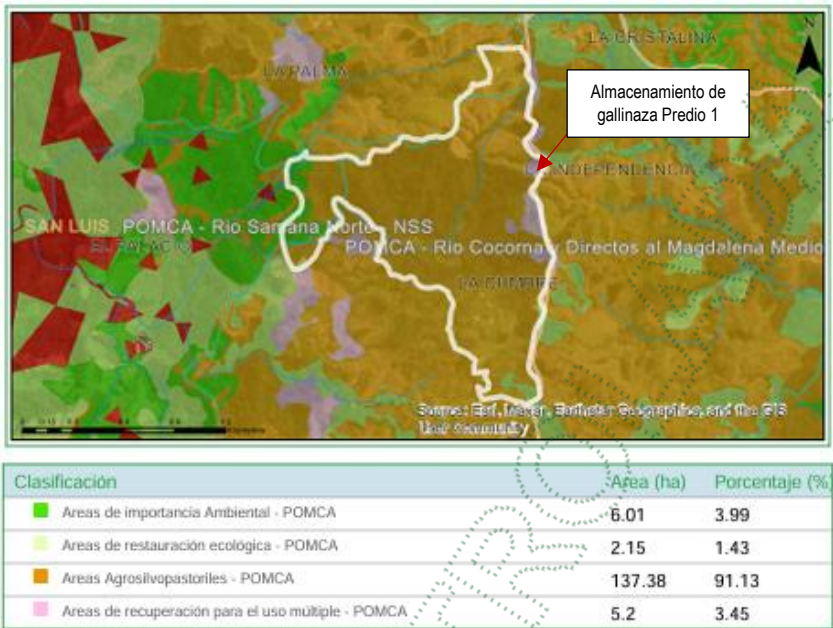 LA CRISTALINA
N
LA PALMA
Almacenamiento de
gallinaza Predio 1
INDEPENDENCIA
SAN LUIS POMCA - Rio Samana Norte - NSS
EL PALACIO
POMCA - Rio Cocorna y Directos al Magdalena Medio
LA CUMBRE
Source: Esri, Maxar, Earthstar Geographics, and the GIS
User Community
Clasificación Area (ha) Porcentaje (%)
Areas de importancia Ambiental - POMCA 6.01 3.99
Areas de restauración ecológica - POMCA 2.15 1.43
Areas Agrosilvopastoriles - POMCA 137.38 91.13
Areas de recuperación para el uso múltiple - POMCA 5.2 3.45